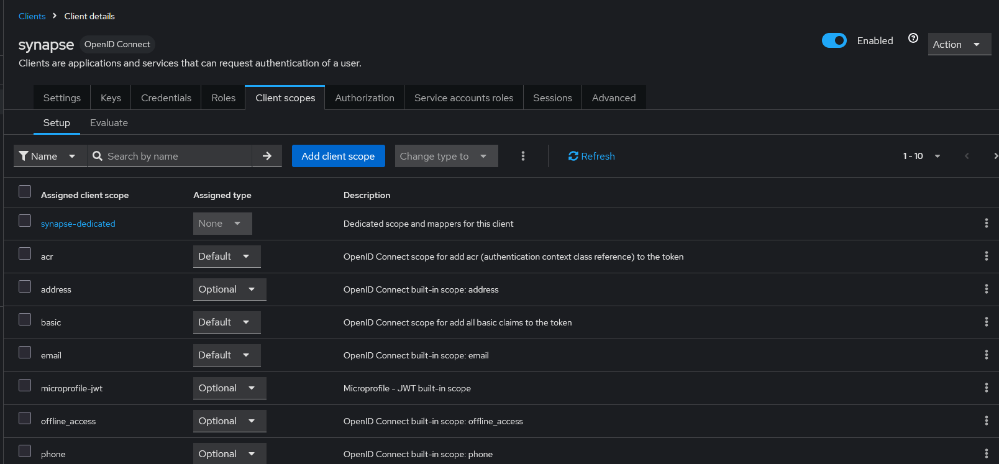 Clients > Client details
synapse OpenID Connect
Enabled
Action
Clients are applications and services that can request authentication of a user.
Settings Keys Credentials Roles Client scopes Authorization Service accounts roles Sessions Advanced
Setup Evaluate
Name Search by name Add client scope Change type to Refresh 1 - 10
Assigned client scope Assigned type Description
synapse-dedicated None Dedicated scope and mappers for this client
acr Default OpenID Connect scope for add acr (authentication context class reference) to the token
address Optional OpenID Connect built-in scope: address
basic Default OpenID Connect scope for add all basic claims to the token
email Default OpenID Connect built-in scope: email
microprofile-jwt Optional Microprofile - JWT built-in scope
offline_access Optional OpenID Connect built-in scope: offline_access
phone Optional OpenID Connect built-in scope: phone